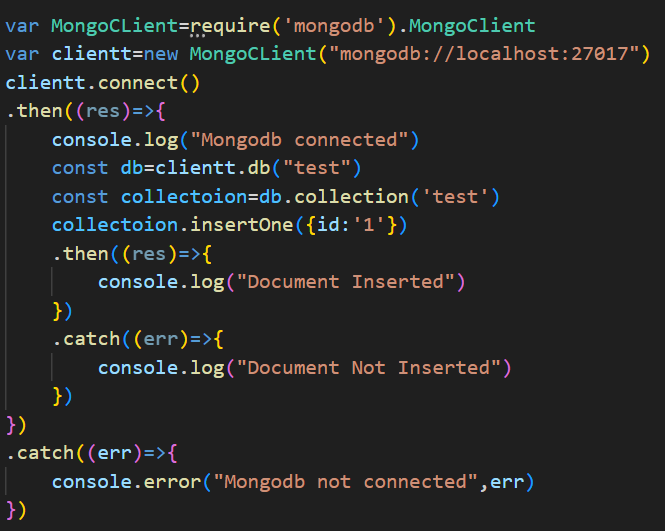 var MongoCLient=require('mongodb').MongoClient
var clientt=new MongoCLient("mongodb://localhost:27017")
clientt.connect()
.then((res)=>{
    console.log("Mongodb connected")
    const db=clientt.db("test")
    const collectoion=db.collection('test')
    collectoion.insertOne({id:'1'})
    .then((res)=>{
        console.log("Document Inserted")
    })
    .catch((err)=>{
        console.log("Document Not Inserted")
    })
})
.catch((err)=>{
    console.error("Mongodb not connected",err)
})